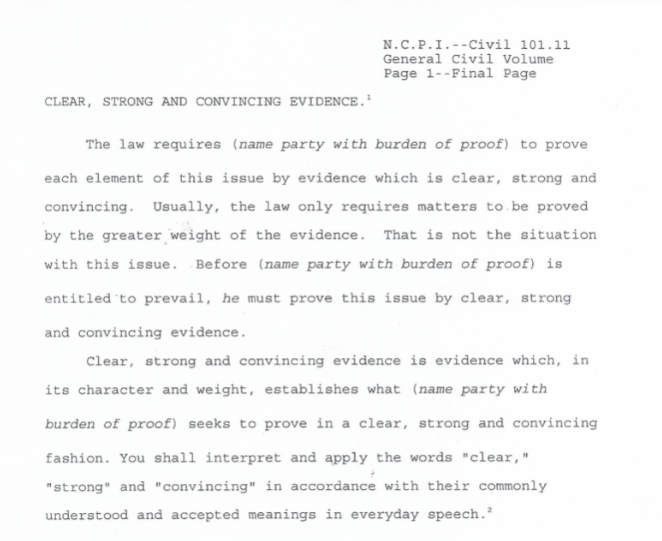 N.C.P.I.--Civil 101.11
General Civil Volume
Page 1--Final Page
CLEAR, STRONG AND CONVINCING EVIDENCE.¹
The law requires (name party with burden of proof) to prove
each element of this issue by evidence which is clear, strong and
convincing. Usually, the law only requires matters to be proved
by the greater weight of the evidence. That is not the situation
with this issue. Before (name party with burden of proof) is
entitled to prevail, he must prove this issue by clear, strong
and convincing evidence.
Clear, strong and convincing evidence is evidence which, in
its character and weight, establishes what (name party with
burden of proof) seeks to prove in a clear, strong and convincing
fashion. You shall interpret and apply the words "clear,"
"strong" and "convincing" in accordance with their commonly
understood and accepted meanings in everyday speech.²